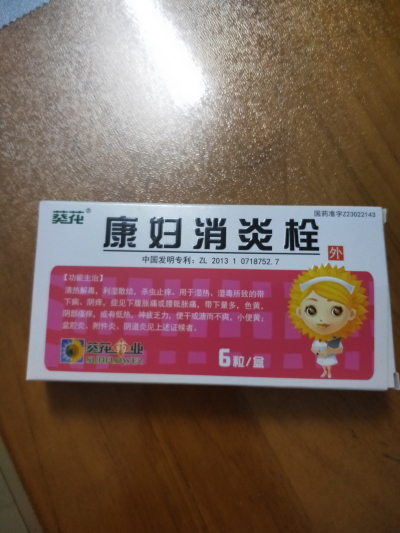 葵花®
国药准字Z23022143
康妇消炎栓
外
中国发明专利：ZL 2013 1 0718752.7
【功能主治】
清热解毒，利湿散结，杀虫止痒。用于湿热、湿毒所致的带
下病、阴痒，症见下腹胀痛或腰骶胀痛，带下量多，色黄，
阴部瘙痒，或有低热，神疲乏力，便干或溏而不爽，小便黄；
盆腔炎、附件炎、阴道炎见上述证候者。
葵花药业
SUNFLOWER
6粒/盒